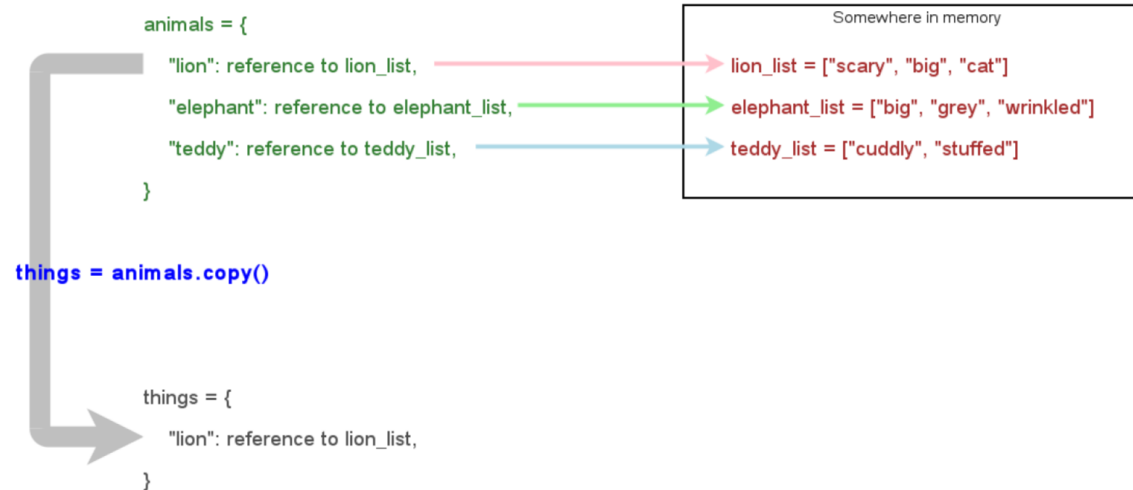 animals = {
Somewhere in memory
"lion": reference to lion_list,
lion_list = ["scary", "big", "cat"]
"elephant": reference to elephant_list,
elephant_list = ["big", "grey", "wrinkled"]
"teddy": reference to teddy_list,
teddy_list = ["cuddly", "stuffed"]
}
things = animals.copy()
things = {
"lion": reference to lion_list,
}